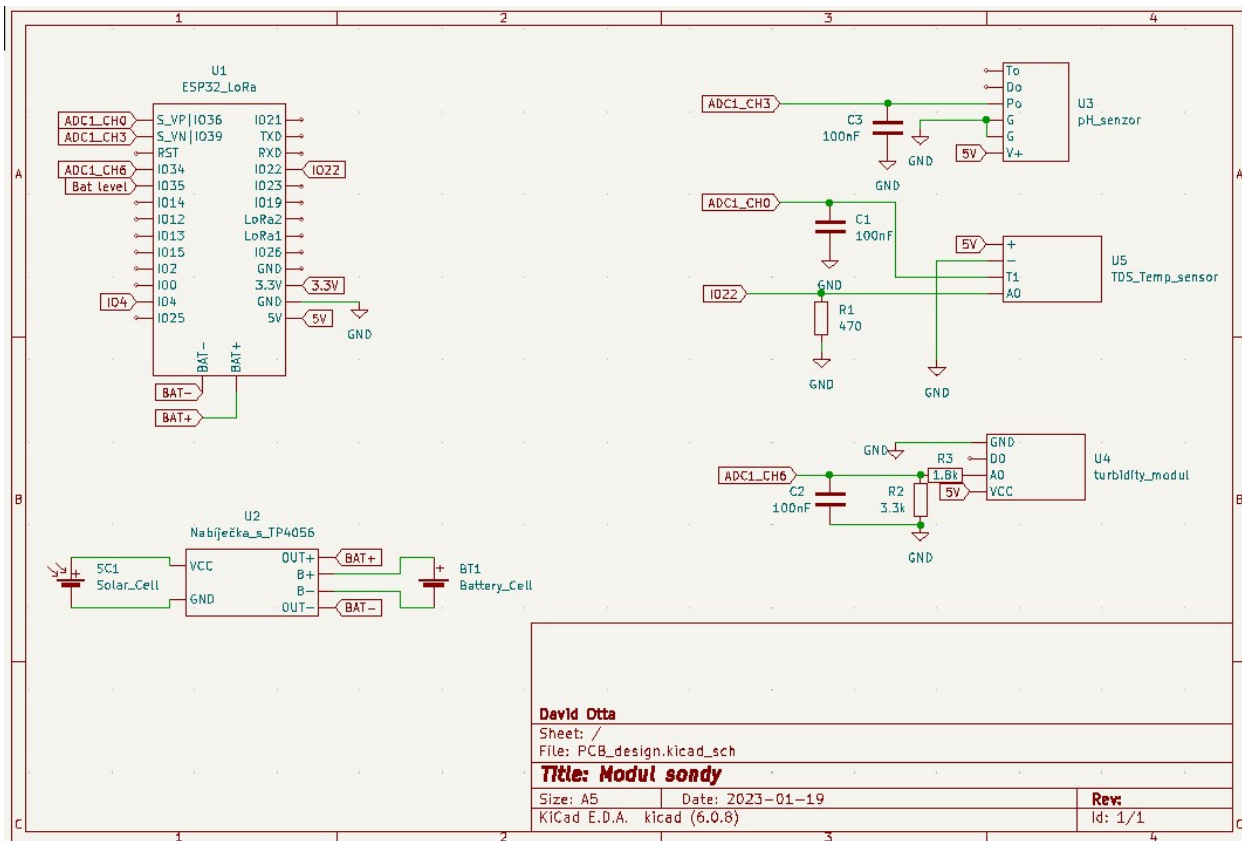 1 2 3 4
A
B
C
U1
ESP32_LoRa
ADC1_CH0
ADC1_CH3
ADC1_CH6
Bat level
IO4
S_VP|IO36
S_VN|IO39
RST
IO34
IO35
IO14
IO12
IO13
IO15
IO2
IO0
IO4
IO25
IO21
TXD
RXD
IO22
IO23
IO19
LoRa2
LoRa1
IO26
GND
3.3V
GND
5V
IO22
3.3V
5V
GND
BAT-
BAT+
BAT-
BAT+
U2
Nabíječka_s_TP4056
SC1
Solar_Cell
VCC
GND
OUT+
B+
B-
OUT-
BAT+
BAT-
+
BT1
Battery_Cell
+
ADC1_CH3
C3
100nF
GND
GND
5V
To
Do
Po
G
G
V+
U3
pH_senzor
ADC1_CH0
C1
100nF
GND
IO22
R1
470
GND
5V
GND
+
-
T1
A0
U5
TDS_Temp_sensor
ADC1_CH6
C2
100nF
R2
3.3k
R3
1.8k
GND
GND
5V
GND
DO
AO
VCC
U4
turbidity_modul
David Otta
Sheet: /
File: PCB_design.kicad_sch
Title: Modul sondy
Size: A5 Date: 2023-01-19 Rev:
KiCad E.D.A. kicad (6.0.8) Id: 1/1
1 2 3 4
A
B
C